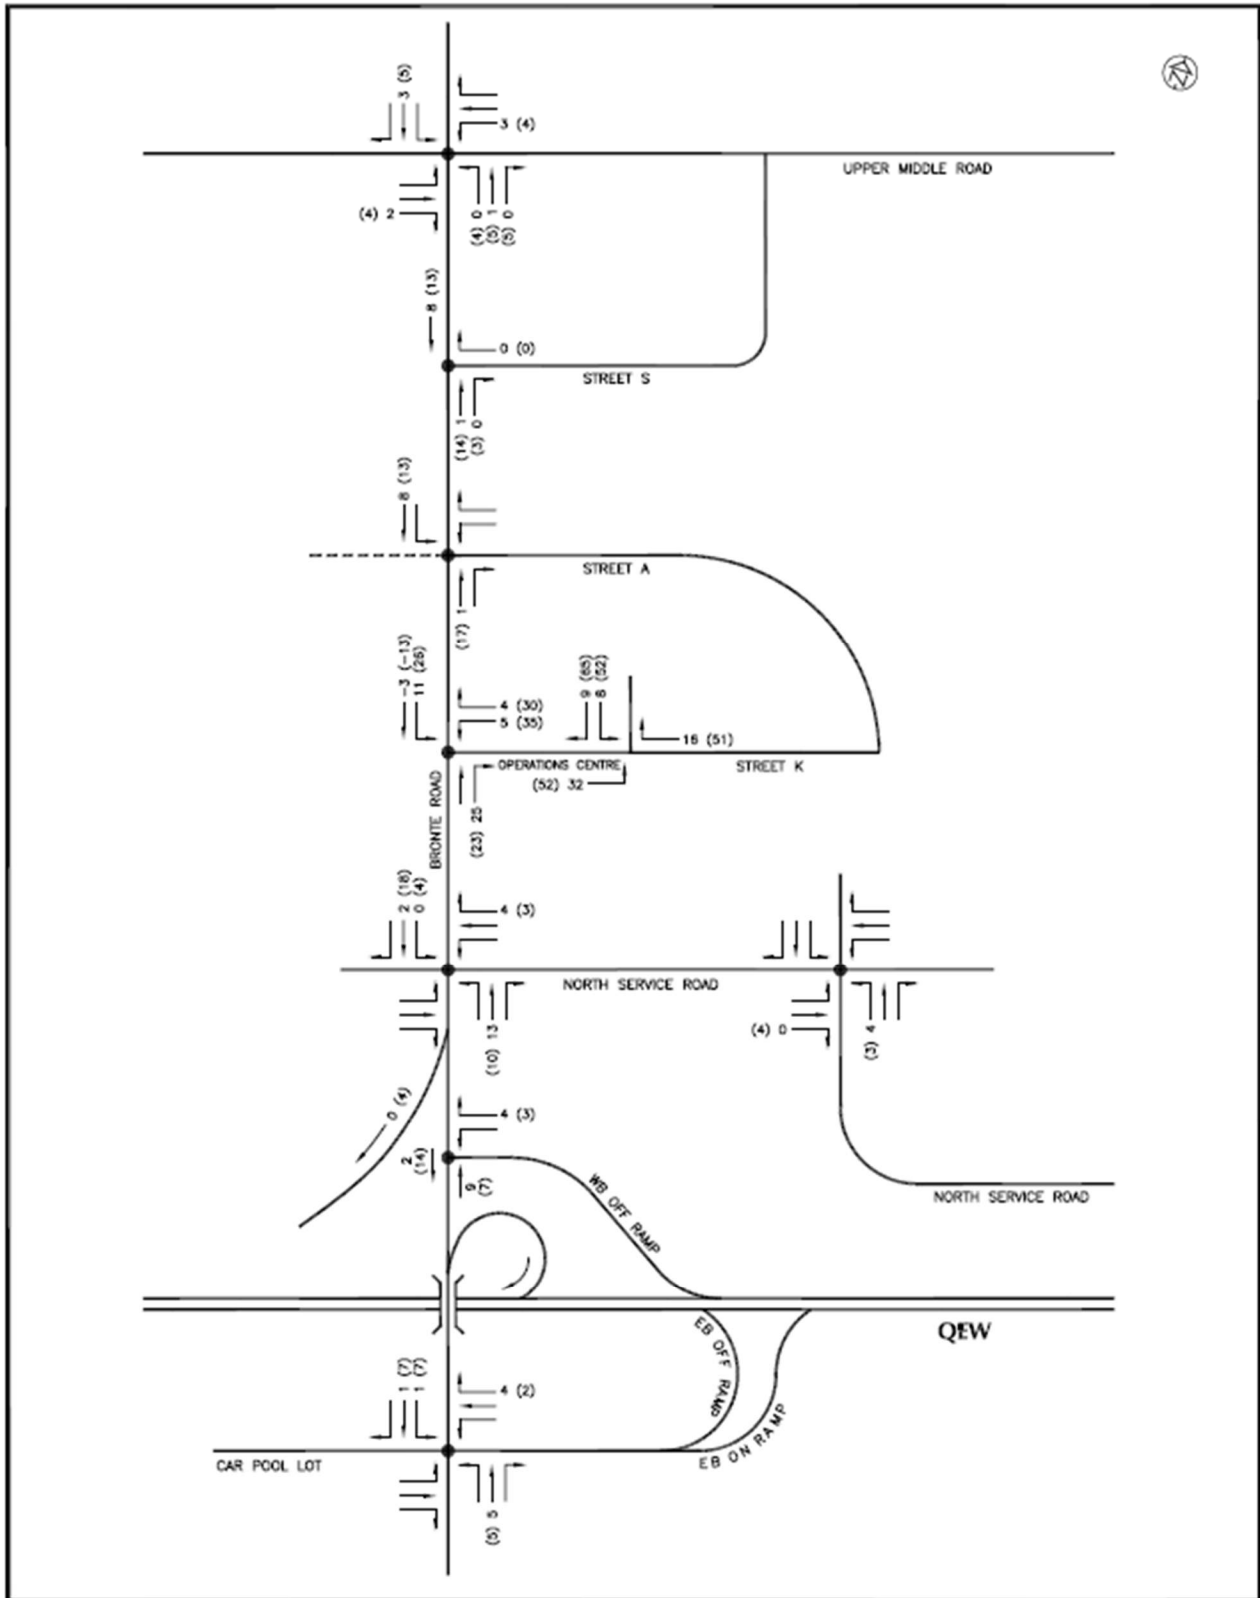 3 (5)
3 (4)
UPPER MIDDLE ROAD
(4) 2
(4) 0
(5) 1
(5) 0
8 (13)
0 (0)
STREET S
(14) 1
(3) 0
8 (13)
STREET A
(17) 1
-3 (-13)
11 (26)
4 (30)
5 (35)
9 (65)
6 (52)
16 (51)
OPERATIONS CENTRE
STREET K
(52) 32
BRONTE ROAD
(23) 25
2 (18)
0 (4)
4 (3)
NORTH SERVICE ROAD
(10) 13
(4) 0
(3) 4
0 (4)
4 (3)
2
(14)
9
(7)
WB OFF RAMP
NORTH SERVICE ROAD
QEW
EB OFF RAMP
EB ON RAMP
1 (7)
1 (7)
4 (2)
CAR POOL LOT
(5) 5